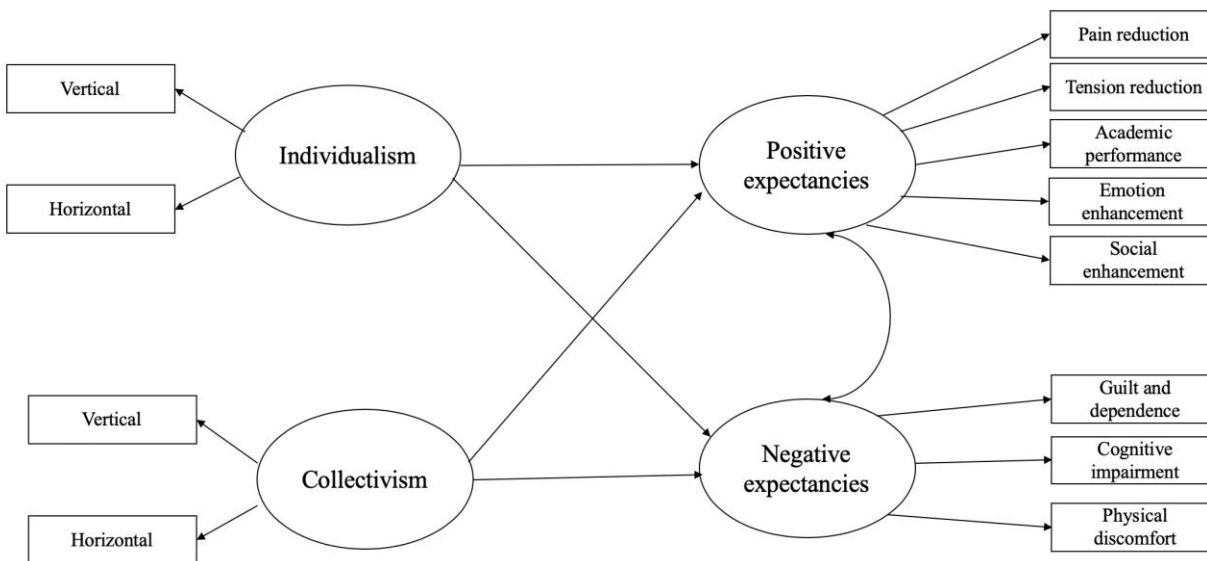 Pain reduction
Vertical
Tension reduction
Individualism
Positive
expectancies
Academic
performance
Horizontal
Emotion
enhancement
Social
enhancement
Vertical
Guilt and
dependence
Collectivism
Negative
expectancies
Cognitive
impairment
Horizontal
Physical
discomfort